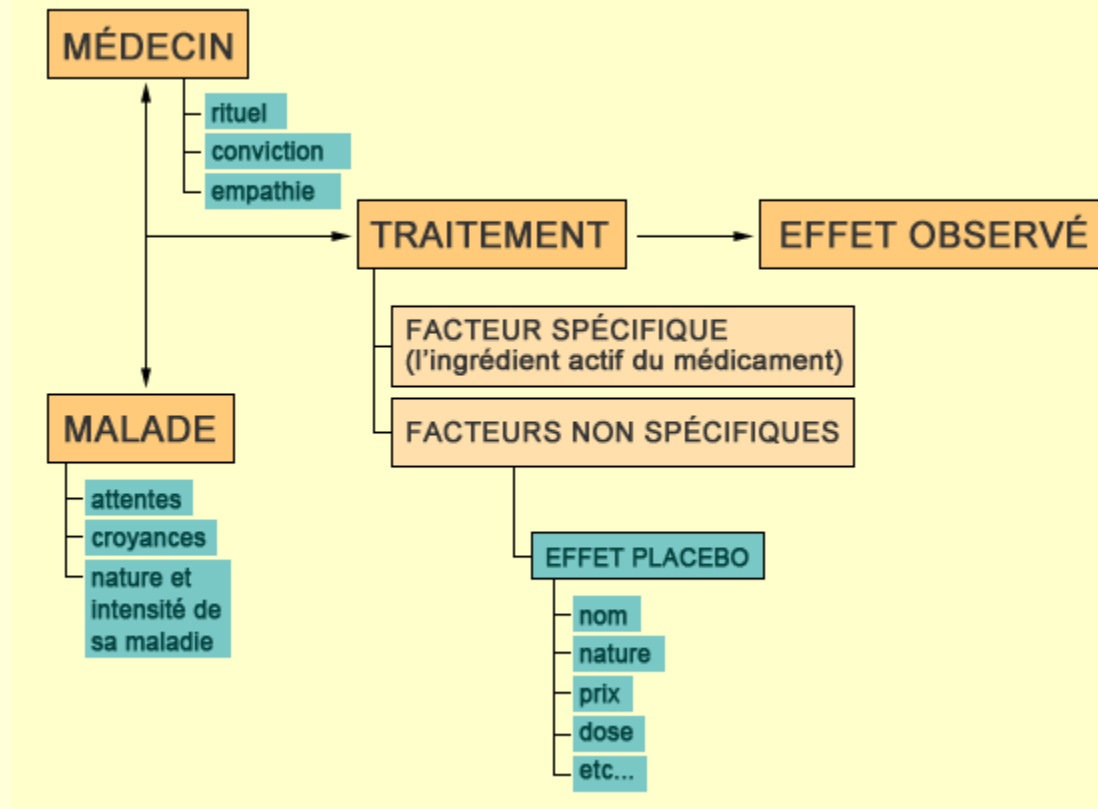 MÉDECIN
rituel
conviction
empathie
TRAITEMENT
EFFET OBSERVÉ
FACTEUR SPÉCIFIQUE
(l'ingrédient actif du médicament)
FACTEURS NON SPÉCIFIQUES
MALADE
attentes
croyances
nature et
intensité de
sa maladie
EFFET PLACEBO
nom
nature
prix
dose
etc...